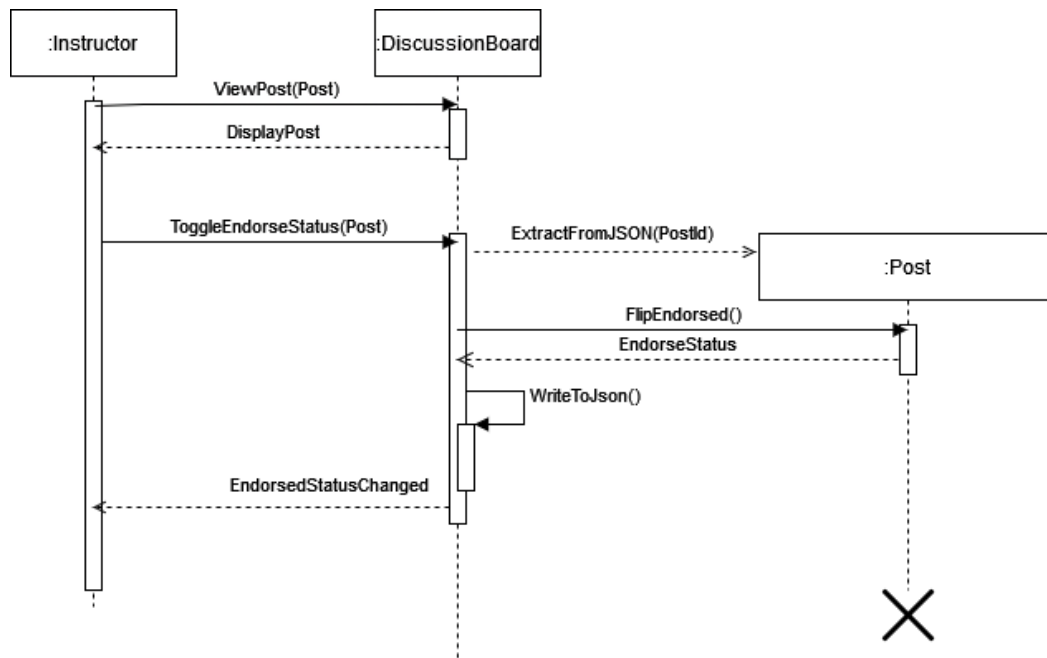 :Instructor
:DiscussionBoard
ViewPost(Post)
DisplayPost
ToggleEndorseStatus(Post)
ExtractFromJSON(PostId)
:Post
FlipEndorsed()
EndorseStatus
WriteToJson()
EndorsedStatusChanged